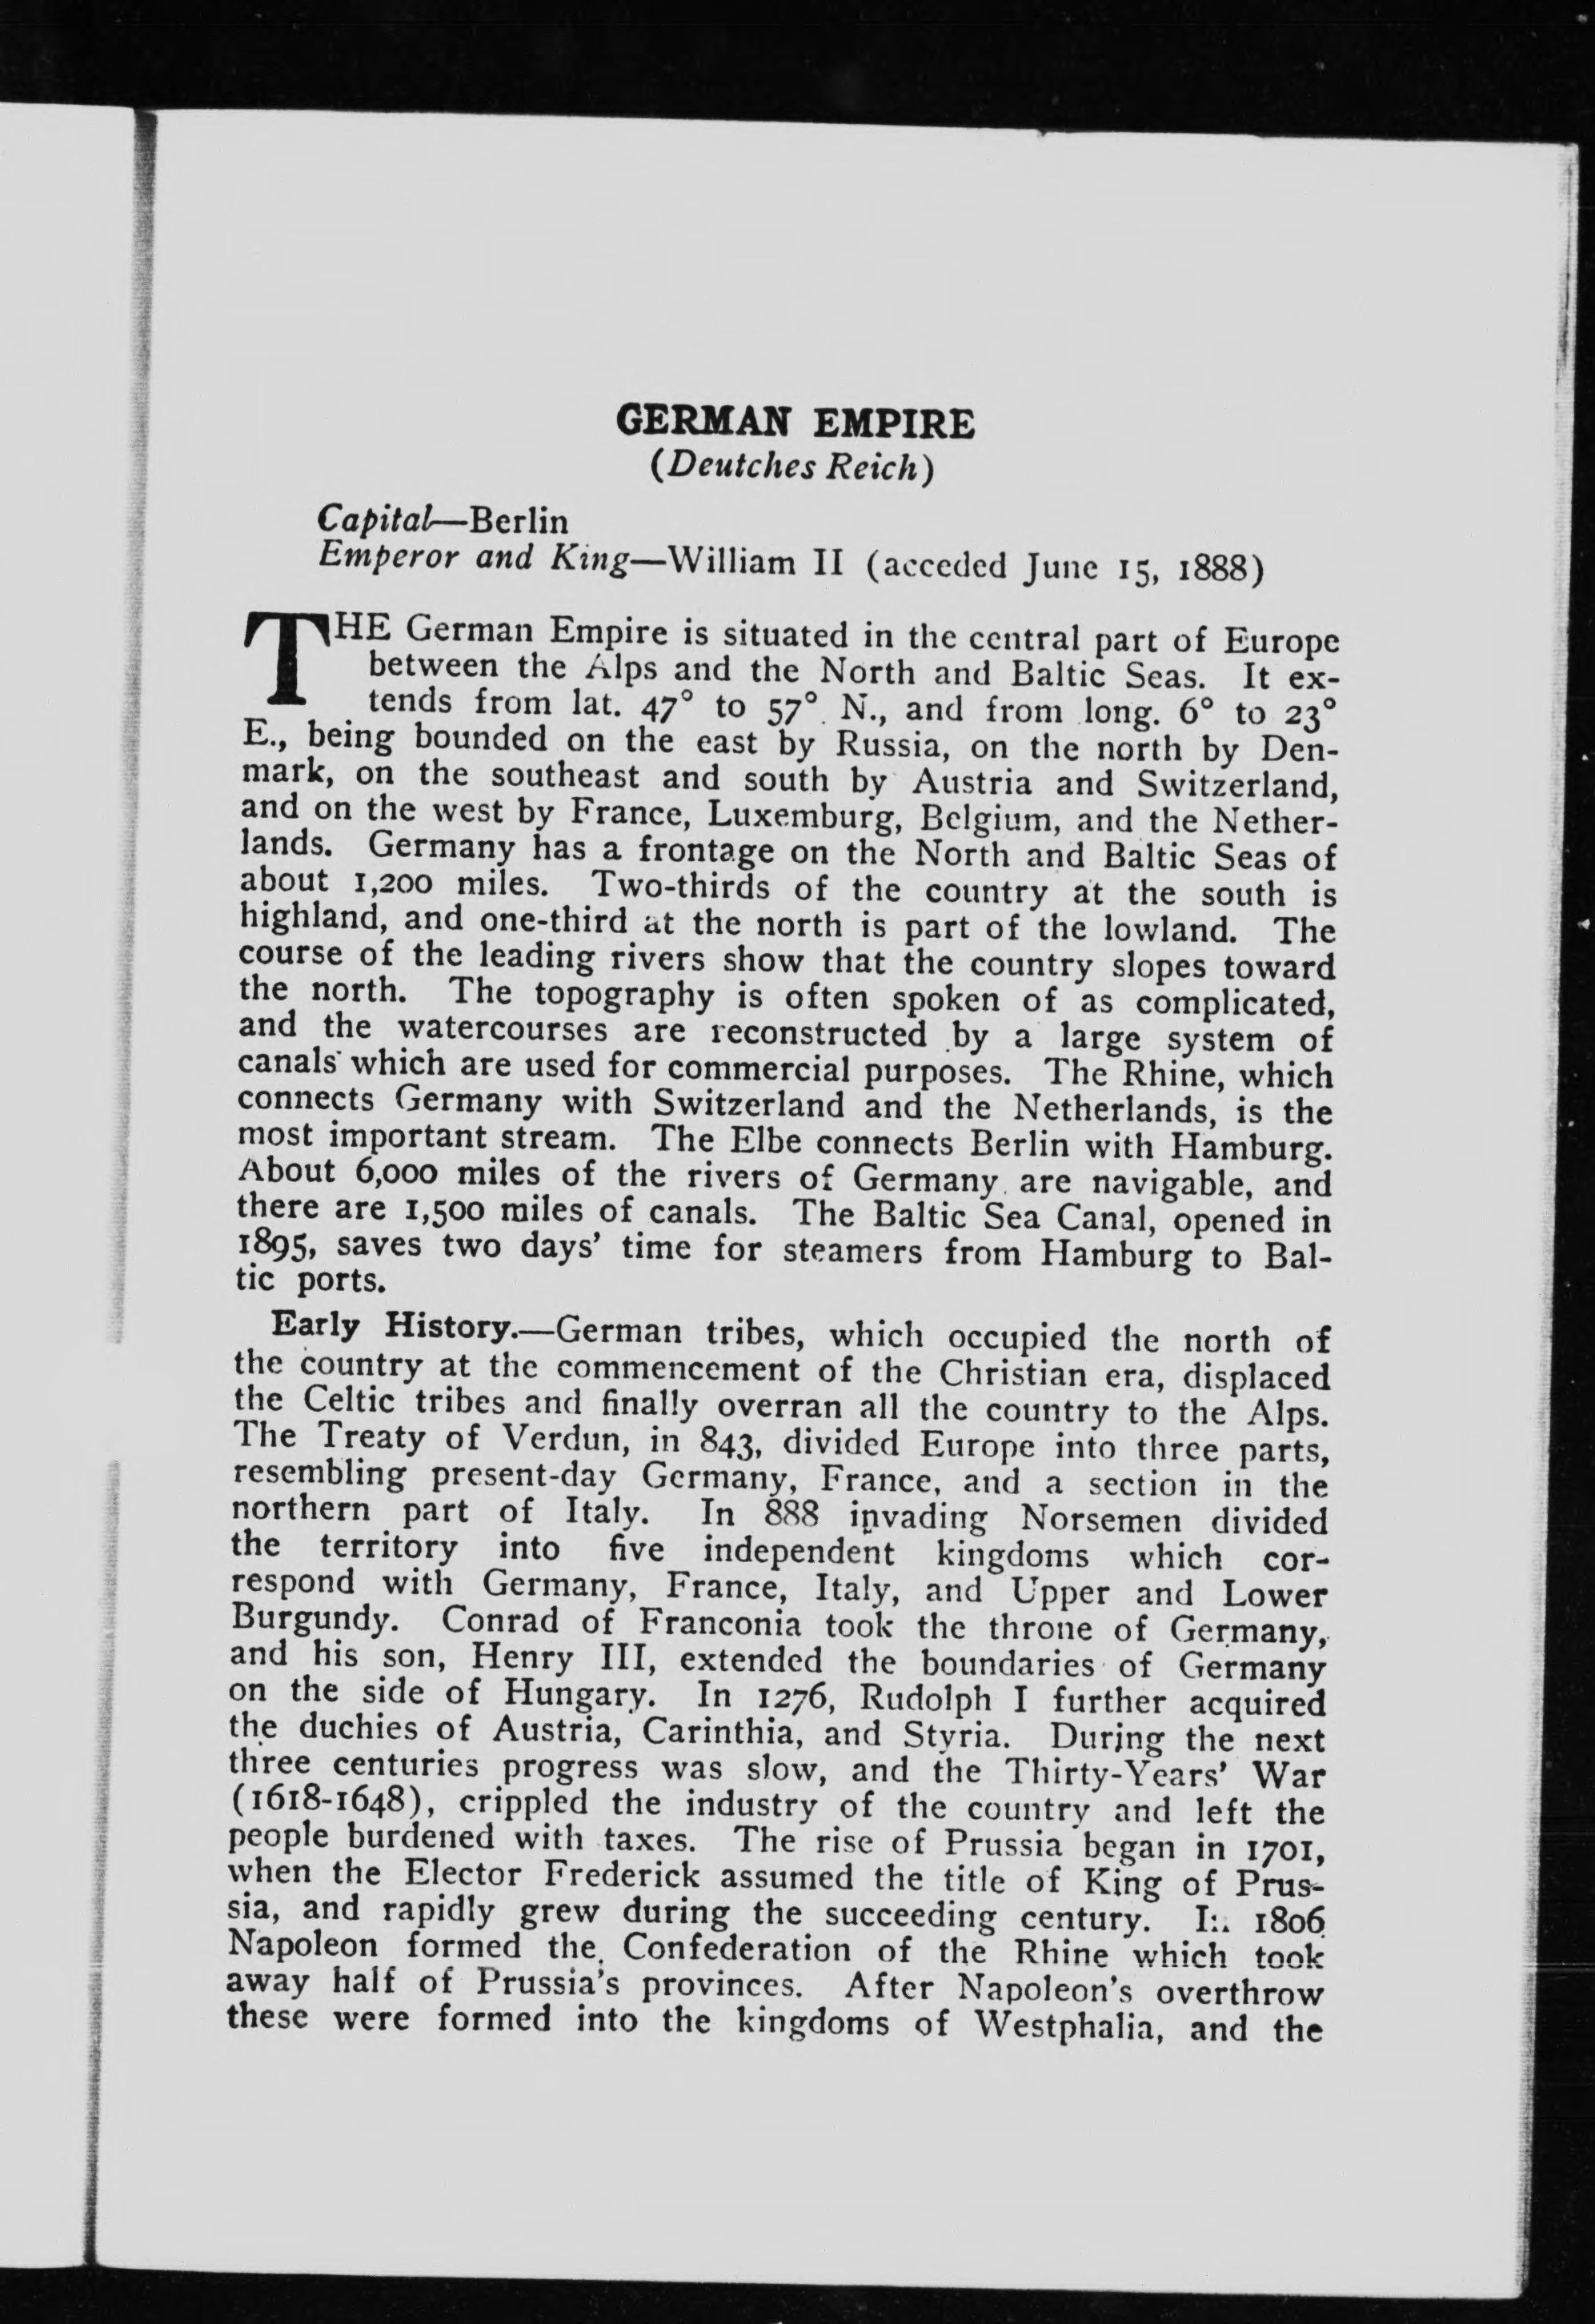 GERMAN EMPIRE
(Deutches Reich)
Capital—Berlin
Emperor and King—William II (acceded June 15, 1888)
THE German Empire is situated in the central part of Europe
between the Alps and the North and Baltic Seas. It ex-
tends from lat. 47° to 57° N., and from long. 6° to 23°
E., being bounded on the east by Russia, on the north by Den-
mark, on the southeast and south by Austria and Switzerland,
and on the west by France, Luxemburg, Belgium, and the Nether-
lands. Germany has a frontage on the North and Baltic Seas of
about 1,200 miles. Two-thirds of the country at the south is
highland, and one-third at the north is part of the lowland. The
course of the leading rivers show that the country slopes toward
the north. The topography is often spoken of as complicated,
and the watercourses are reconstructed by a large system of
canals which are used for commercial purposes. The Rhine, which
connects Germany with Switzerland and the Netherlands, is the
most important stream. The Elbe connects Berlin with Hamburg.
About 6,000 miles of the rivers of Germany are navigable, and
there are 1,500 miles of canals. The Baltic Sea Canal, opened in
1895, saves two days' time for steamers from Hamburg to Bal-
tic ports.
Early History.—German tribes, which occupied the north of
the country at the commencement of the Christian era, displaced
the Celtic tribes and finally overran all the country to the Alps.
The Treaty of Verdun, in 843, divided Europe into three parts,
resembling present-day Germany, France, and a section in the
northern part of Italy. In 888 invading Norsemen divided
the territory into five independent kingdoms which cor-
respond with Germany, France, Italy, and Upper and Lower
Burgundy. Conrad of Franconia took the throne of Germany,
and his son, Henry III, extended the boundaries of Germany
on the side of Hungary. In 1276, Rudolph I further acquired
the duchies of Austria, Carinthia, and Styria. During the next
three centuries progress was slow, and the Thirty-Years' War
(1618-1648), crippled the industry of the country and left the
people burdened with taxes. The rise of Prussia began in 1701,
when the Elector Frederick assumed the title of King of Prus-
sia, and rapidly grew during the succeeding century. In 1806
Napoleon formed the Confederation of the Rhine which took
away half of Prussia's provinces. After Napoleon's overthrow
these were formed into the kingdoms of Westphalia, and the